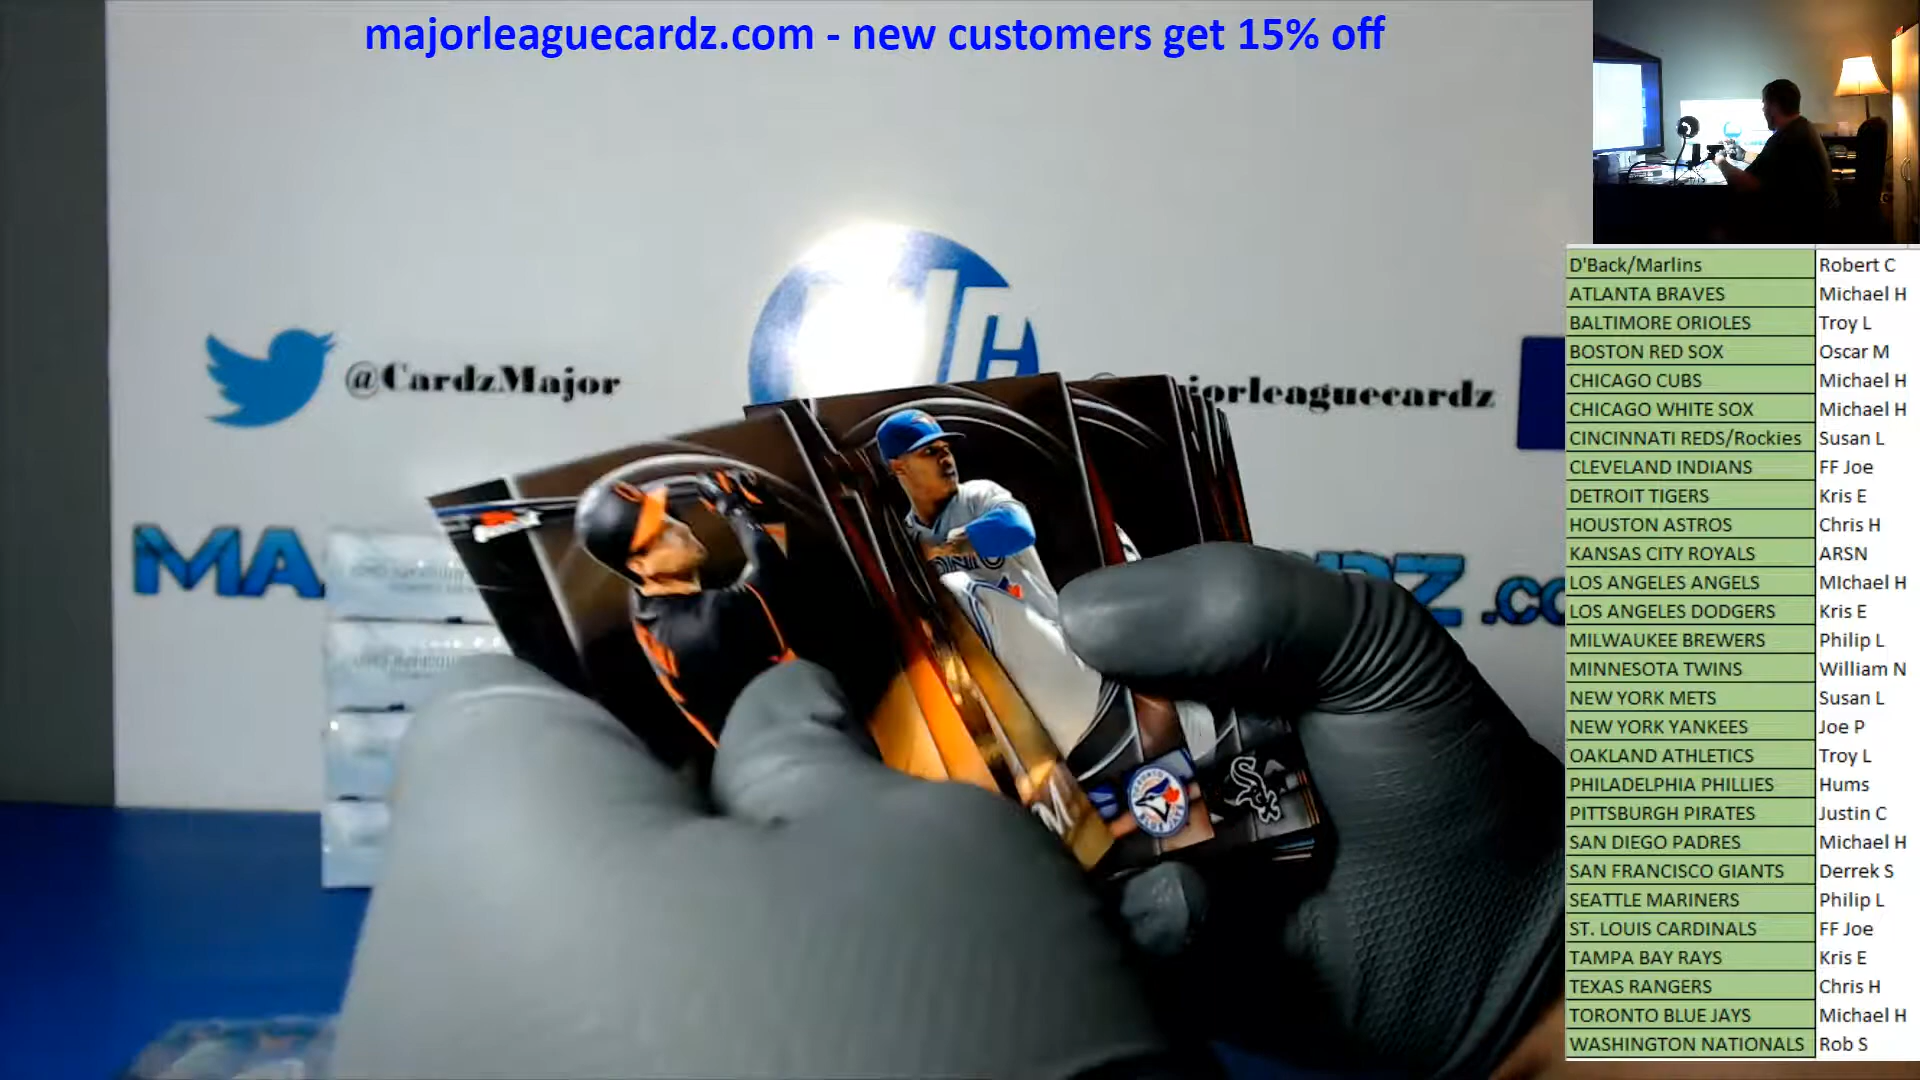 majorleaguecardz.com - new customers get 15% off
@CardzMajor
jorleaguecardz
MA
Z.co
Sox
D'Back/Marlins Robert C
ATLANTA BRAVES Michael H
BALTIMORE ORIOLES Troy L
BOSTON RED SOX Oscar M
CHICAGO CUBS Michael H
CHICAGO WHITE SOX Michael H
CINCINNATI REDS/Rockies Susan L
CLEVELAND INDIANS FF Joe
DETROIT TIGERS Kris E
HOUSTON ASTROS Chris H
KANSAS CITY ROYALS ARSN
LOS ANGELES ANGELS MIchael H
LOS ANGELES DODGERS Kris E
MILWAUKEE BREWERS Philip L
MINNESOTA TWINS William N
NEW YORK METS Susan L
NEW YORK YANKEES Joe P
OAKLAND ATHLETICS Troy L
PHILADELPHIA PHILLIES Hums
PITTSBURGH PIRATES Justin C
SAN DIEGO PADRES Michael H
SAN FRANCISCO GIANTS Derrek S
SEATTLE MARINERS Philip L
ST. LOUIS CARDINALS FF Joe
TAMPA BAY RAYS Kris E
TEXAS RANGERS Chris H
TORONTO BLUE JAYS Michael H
WASHINGTON NATIONALS Rob S